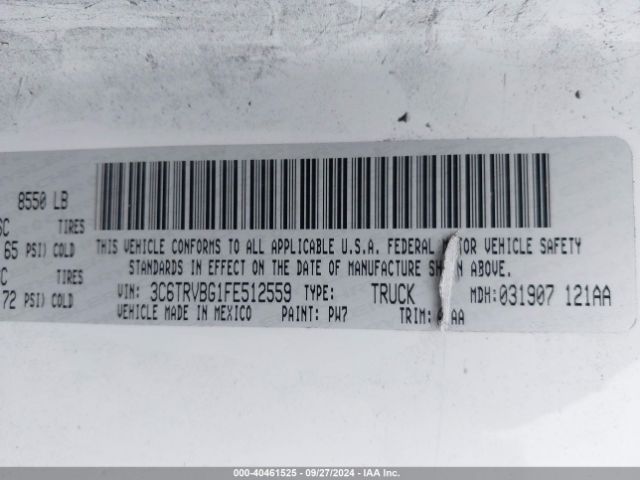 8550 LB
TIRES
65 PSI) COLD
TIRES
72 PSI) COLD
THIS VEHICLE CONFORMS TO ALL APPLICABLE U.S.A. FEDERAL VEHICLE SAFETY
STANDARDS IN EFFECT ON THE DATE OF MANUFACTURE ABOVE.
VIN: 3C6TRVBG1FE512559 TYPE: TRUCK MDH: 031907 121AA
VEHICLE MADE IN MEXICO PAINT: PW7 TRIM:
000-40461525 - 09/27/2024 - IAA Inc.